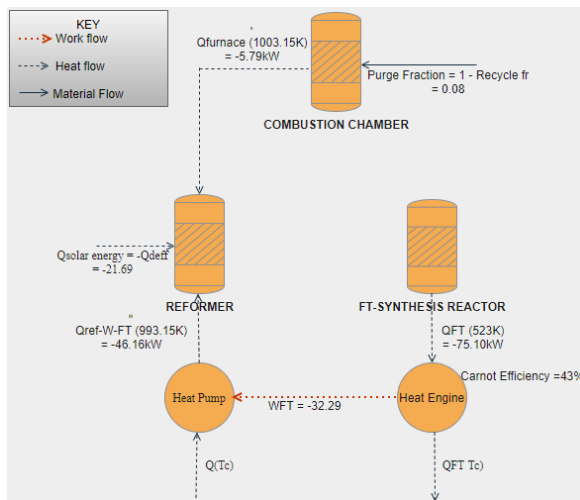 KEY
Work flow
Heat flow
Material Flow
Qfurnace (1003.15K)
= -5.79kW
Purge Fraction = 1 - Recycle fr
= 0.08
COMBUSTION CHAMBER
Qsolar energy = -Qdeff
= -21.69
REFORMER
FT-SYNTHESIS REACTOR
Qref-W-FT (993.15K)
= -46.16kW
QFT (523K)
= -75.10kW
Carnot Efficiency =43%
Heat Pump
Heat Engine
WFT = -32.29
Q(Tc)
QFT Tc)